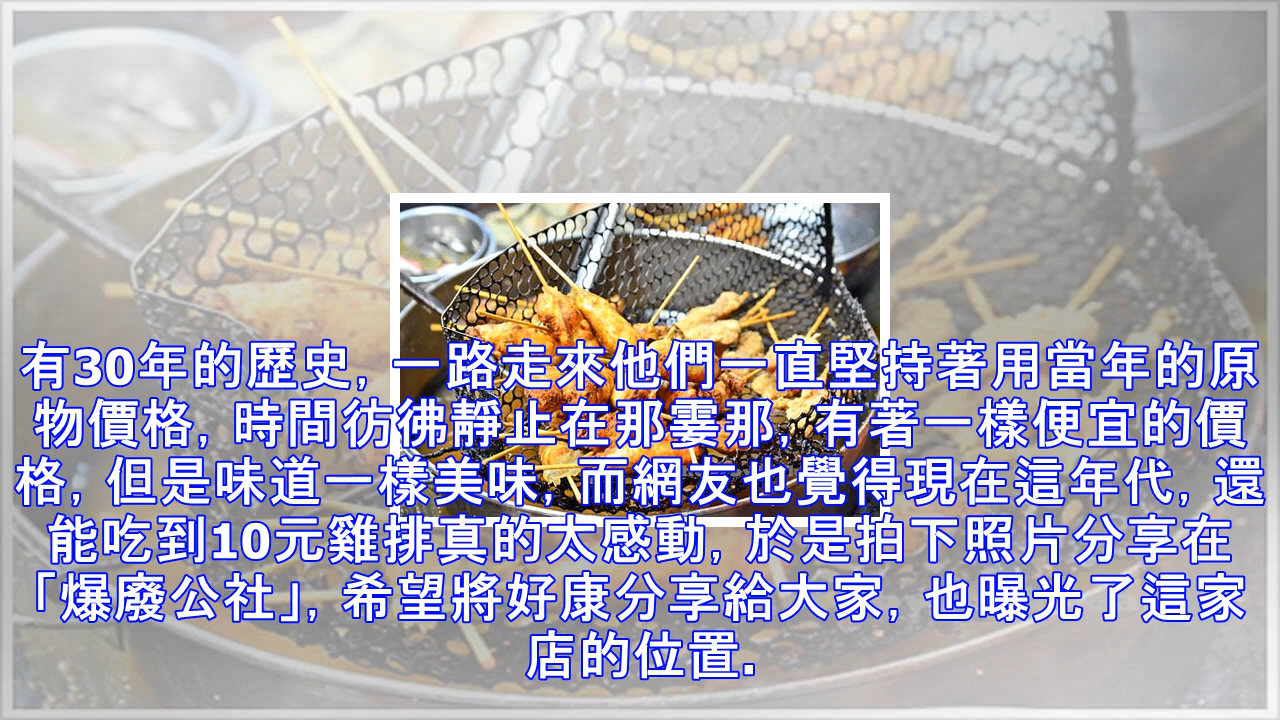 有30年的歷史, 一路走來他們一直堅持著用當年的原
物價格, 時間彷彿靜止在那霎那, 有著一樣便宜的價
格, 但是味道一樣美味, 而網友也覺得現在這年代, 還
能吃到10元雞排真的太感動, 於是拍下照片分享在
「爆廢公社」, 希望將好康分享給大家, 也曝光了這家
店的位置.